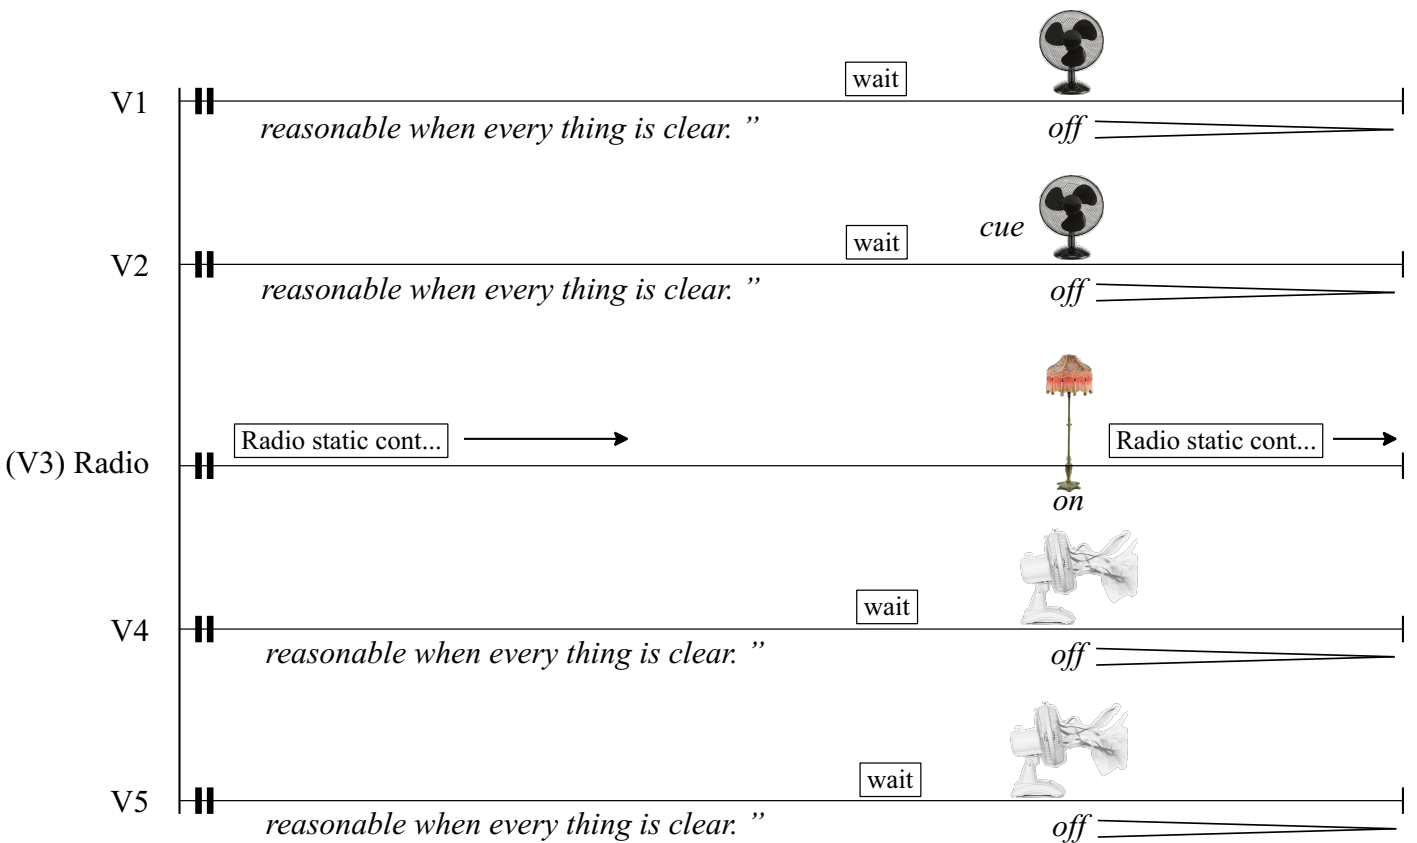 wait
V1
reasonable when every thing is clear. ”
off
wait
cue
V2
reasonable when every thing is clear. ”
off
Radio static cont...
Radio static cont...
(V3) Radio
on
wait
V4
reasonable when every thing is clear. ”
off
wait
V5
reasonable when every thing is clear. ”
off